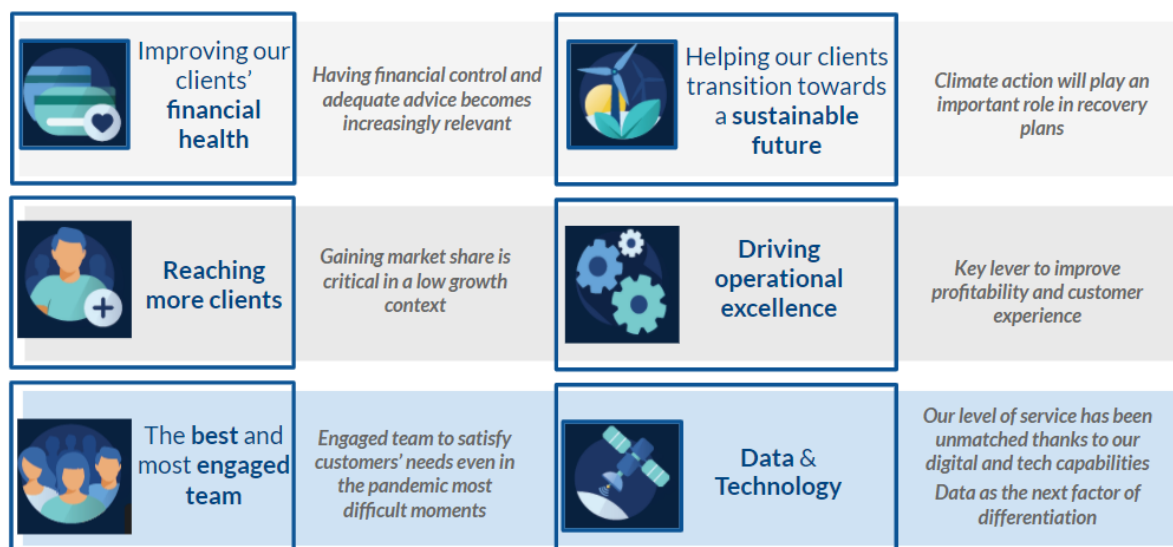 Improving our
clients’
financial
health
Having financial control and
adequate advice becomes
increasingly relevant
Helping our clients
transition towards
a sustainable
future
Climate action will play an
important role in recovery
plans
Reaching
more clients
Gaining market share is
critical in a low growth
context
Driving
operational
excellence
Key lever to improve
profitability and customer
experience
The best and
most engaged
team
Engaged team to satisfy
customers’ needs even in
the pandemic most
difficult moments
Data &
Technology
Our level of service has been
unmatched thanks to our
digital and tech capabilities
Data as the next factor of
differentiation